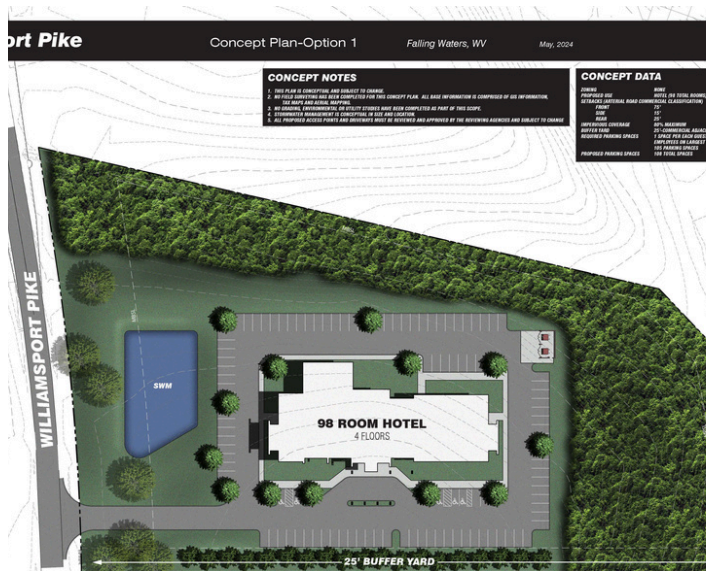 ort Pike
Concept Plan-Option 1
Falling Waters, WV
May, 2024
CONCEPT NOTES
1. THIS PLAN IS CONCEPTUAL AND SUBJECT TO CHANGE.
2. NO FIELD SURVEYING HAS BEEN COMPLETED FOR THIS CONCEPT PLAN. ALL BASE INFORMATION IS COMPRISED OF GIS INFORMATION,
TAX MAPS AND AERIAL MAPPING.
3. NO GRADING, ENVIRONMENTAL OR UTILITY STUDIES HAVE BEEN COMPLETED AS PART OF THIS SCOPE.
4. STORMWATER MANAGEMENT IS CONCEPTUAL IN SIZE AND LOCATION.
5. ALL PROPOSED ACCESS POINTS AND DRIVEWAYS MUST BE REVIEWED AND APPROVED BY THE REVIEWING AGENCIES AND SUBJECT TO CHANGE
CONCEPT DATA
ZONING NONE
PROPOSED USE HOTEL (98 TOTAL ROOMS,
SETBACKS (ARTERIAL ROAD COMMERCIAL CLASSIFICATION)
FRONT 75'
SIDE 15'
REAR 35'
IMPERVIOUS COVERAGE 80% MAXIMUM
BUFFER YARD 25'-COMMERCIAL ADJAC
REQUIRED PARKING SPACES 1 SPACE PER EACH GUES
EMPLOYEES ON LARGEST
105 PARKING SPACES
PROPOSED PARKING SPACES 106 TOTAL SPACES
WILLIAMSPORT PIKE
SWM
98 ROOM HOTEL
4 FLOORS
25' BUFFER YARD